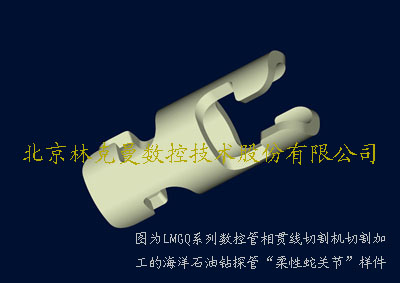 北京林克曼数控技术股份有限公司
图为LMGQ系列数控管相贯线切割机切割加
工的海洋石油钻探管“柔性蛇关节”样件